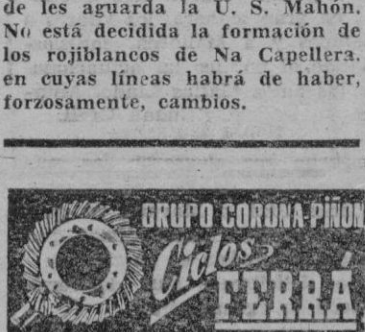 de les aguarda la U. S. Mahón.
No está decidida la formación de
los rojiblancos de Na Capellera.
en cuyas líneas habrá de haber,
forzosamente, cambios.
GRUPO CORONA-PIÑON
Ciclos
FERRÁ